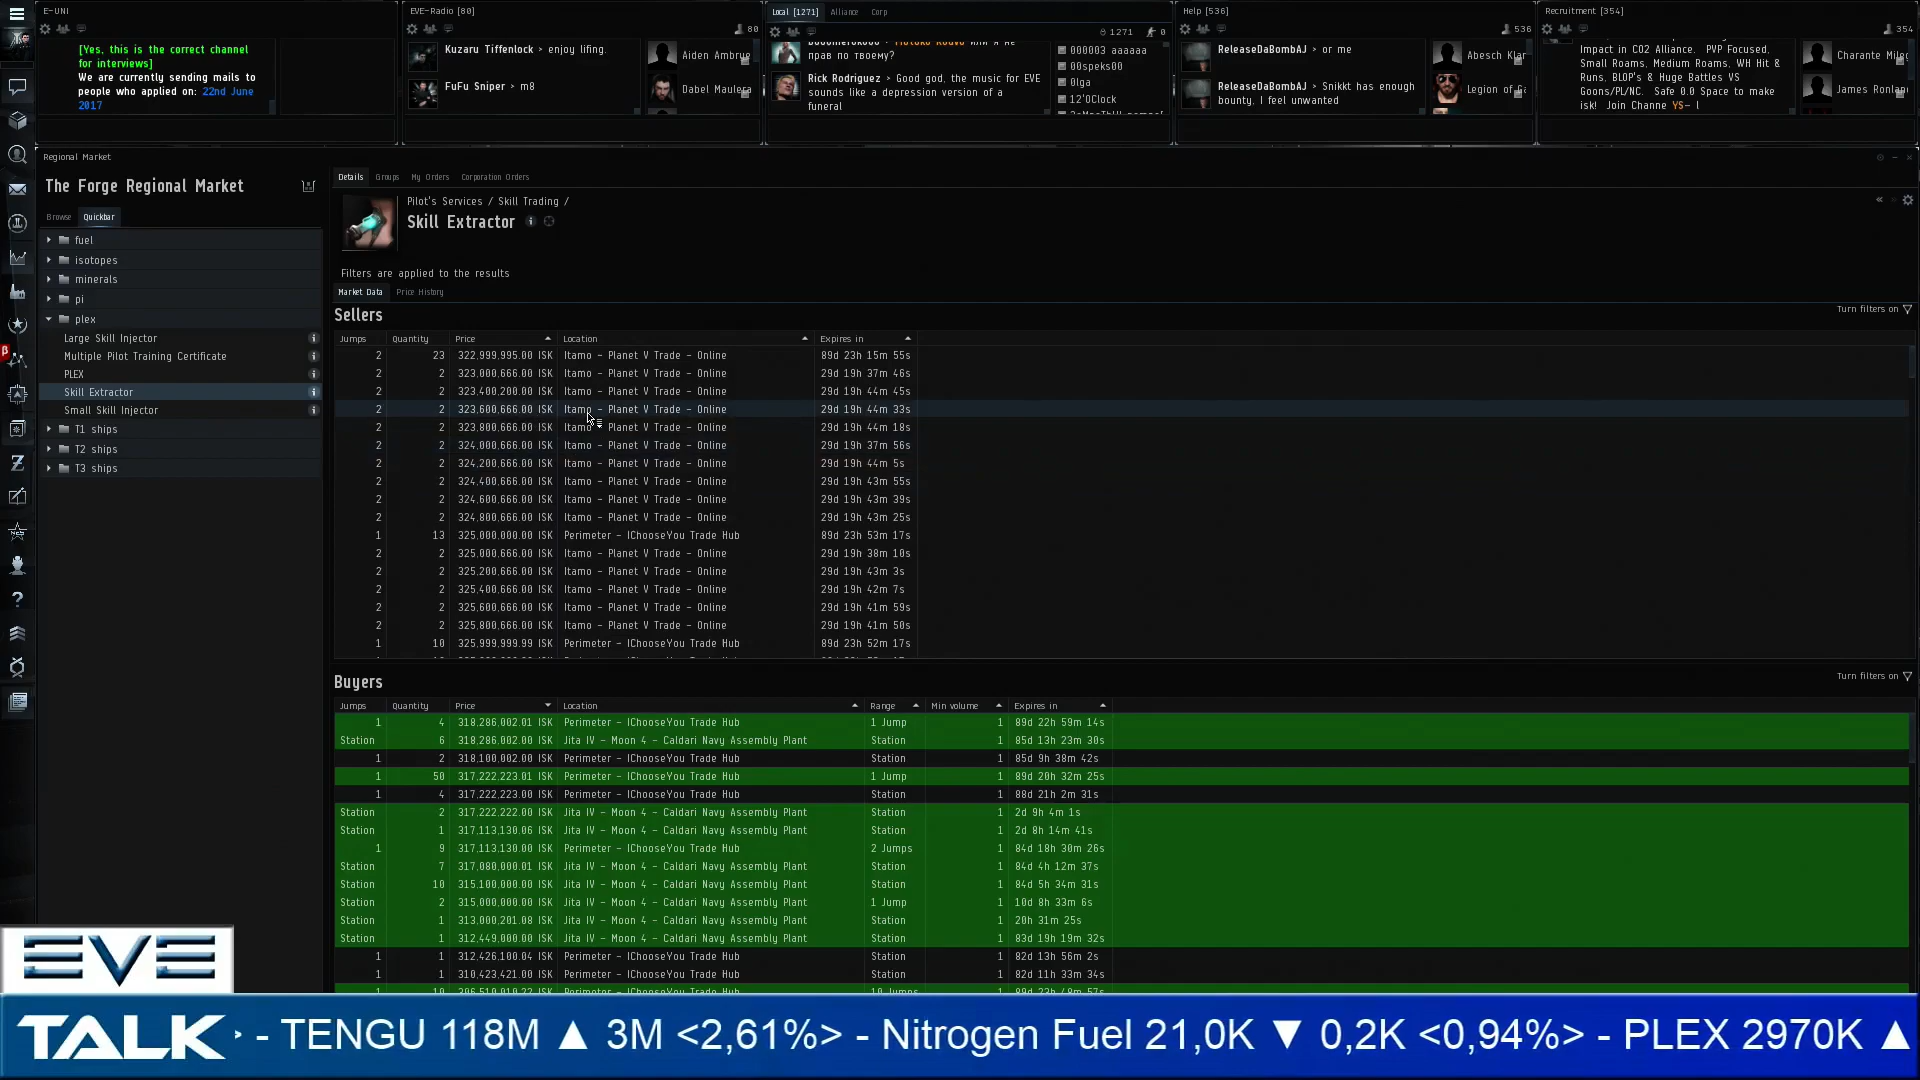 E-UNI
[Yes, this is the correct channel
for interviews]
We are currently sending mails to
people who applied on: 22nd June
2017
EVE-Radio [80]
80
Kuzaru Tiffenlock > enjoy lifing.
FuFu Sniper > m8
Aiden Ambrue
Dabel Maulera
Local [1271] Alliance Corp
1271 0
прав по твоему?
Rick Rodriguez > Good god, the music for EVE
sounds like a depression version of a
funeral
000003 aaaaaa
00speks00
0lga
12'0Clock
Help [536]
536
ReleaseDaBombAJ > or me
ReleaseDaBombAJ > Snikkt has enough
bounty, I feel unwanted
Abesch Klar
Legion of
Recruitment [354]
354
Impact in CO2 Alliance. PVP Focused,
Small Roams, Medium Roams, WH Hit &
Runs, BLOP's & Huge Battles VS
Goons/PL/NC. Safe 0.0 Space to make
isk! Join Channe YS- l
Charante
James Ronlan
Regional Market
The Forge Regional Market
Browse Quickbar
fuel
isotopes
minerals
pi
plex
Large Skill Injector
Multiple Pilot Training Certificate
PLEX
Skill Extractor
Small Skill Injector
T1 ships
T2 ships
T3 ships
Details Groups My Orders Corporation Orders
Pilot's Services / Skill Trading /
Skill Extractor
Filters are applied to the results
Market Data Price History
Sellers
Turn filters on
Jumps Quantity Price Location Expires in
2 23 322,999,995.00 ISK Itamo - Planet V Trade - Online 89d 23h 15m 55s
2 2 323,000,666.00 ISK Itamo - Planet V Trade - Online 29d 19h 37m 46s
2 2 323,400,200.00 ISK Itamo - Planet V Trade - Online 29d 19h 44m 45s
2 2 323,600,666.00 ISK Itamo - Planet V Trade - Online 29d 19h 44m 33s
2 2 323,800,666.00 ISK Itamo - Planet V Trade - Online 29d 19h 44m 18s
2 2 324,000,666.00 ISK Itamo - Planet V Trade - Online 29d 19h 37m 56s
2 2 324,200,666.00 ISK Itamo - Planet V Trade - Online 29d 19h 44m 5s
2 2 324,400,666.00 ISK Itamo - Planet V Trade - Online 29d 19h 43m 55s
2 2 324,600,666.00 ISK Itamo - Planet V Trade - Online 29d 19h 43m 39s
2 2 324,800,666.00 ISK Itamo - Planet V Trade - Online 29d 19h 43m 25s
1 13 325,000,000.00 ISK Perimeter - IChooseYou Trade Hub 89d 23h 53m 17s
2 2 325,000,666.00 ISK Itamo - Planet V Trade - Online 29d 19h 38m 10s
2 2 325,200,666.00 ISK Itamo - Planet V Trade - Online 29d 19h 43m 3s
2 2 325,400,666.00 ISK Itamo - Planet V Trade - Online 29d 19h 42m 7s
2 2 325,600,666.00 ISK Itamo - Planet V Trade - Online 29d 19h 41m 59s
2 2 325,800,666.00 ISK Itamo - Planet V Trade - Online 29d 19h 41m 50s
1 10 325,999,999.99 ISK Perimeter - IChooseYou Trade Hub 89d 23h 52m 17s
Buyers
Turn filters on
Jumps Quantity Price Location Range Min volume Expires in
1 4 318,286,002.01 ISK Perimeter - IChooseYou Trade Hub 1 Jump 1 89d 22h 59m 14s
Station 6 318,286,002.00 ISK Jita IV - Moon 4 - Caldari Navy Assembly Plant Station 1 85d 13h 23m 30s
1 2 318,100,002.00 ISK Perimeter - IChooseYou Trade Hub Station 1 85d 9h 38m 42s
1 50 317,222,223.01 ISK Perimeter - IChooseYou Trade Hub 1 Jump 1 89d 20h 32m 25s
1 4 317,222,223.00 ISK Perimeter - IChooseYou Trade Hub Station 1 88d 21h 2m 31s
Station 2 317,222,222.00 ISK Jita IV - Moon 4 - Caldari Navy Assembly Plant Station 1 2d 9h 4m 1s
Station 1 317,113,130.06 ISK Jita IV - Moon 4 - Caldari Navy Assembly Plant Station 1 2d 8h 14m 41s
1 9 317,113,130.00 ISK Perimeter - IChooseYou Trade Hub 2 Jumps 1 84d 18h 30m 26s
Station 7 317,080,000.01 ISK Jita IV - Moon 4 - Caldari Navy Assembly Plant Station 1 84d 4h 12m 37s
Station 10 315,100,000.00 ISK Jita IV - Moon 4 - Caldari Navy Assembly Plant Station 1 84d 5h 34m 31s
Station 2 315,000,000.00 ISK Jita IV - Moon 4 - Caldari Navy Assembly Plant 1 Jump 1 10d 8h 33m 6s
Station 1 313,000,201.08 ISK Jita IV - Moon 4 - Caldari Navy Assembly Plant Station 1 20h 31m 25s
Station 1 312,449,000.00 ISK Jita IV - Moon 4 - Caldari Navy Assembly Plant Station 1 83d 19h 19m 32s
1 1 312,426,100.04 ISK Perimeter - IChooseYou Trade Hub Station 1 82d 13h 56m 2s
1 1 310,423,421.00 ISK Perimeter - IChooseYou Trade Hub Station 1 82d 11h 33m 34s
EVE
TALK > - TENGU 118M ▲ 3M <2,61%> - Nitrogen Fuel 21,0K ▼ 0,2K <0,94%> - PLEX 2970K ▲